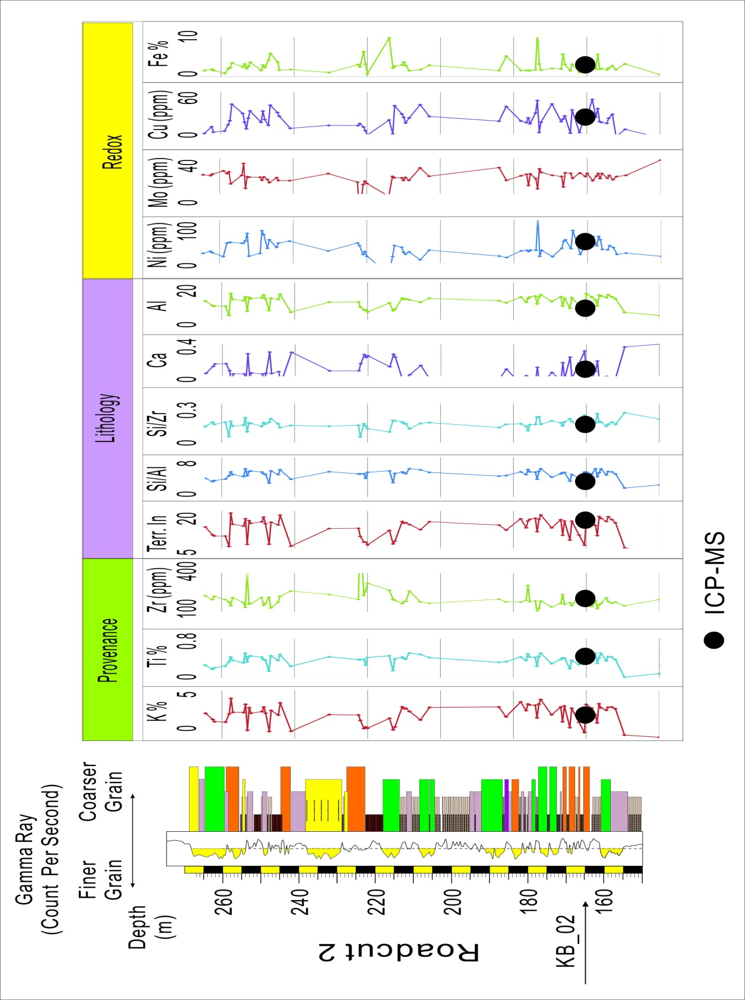 Gamma Ray
(Count Per Second)
Finer
Grain
Coarser
Grain
Depth
(m)
Provenance
Lithology
Redox
K %
0 5
Ti %
0 0.8
Zr (ppm)
100 400
Terr. In
5 20
Si/Al
0 8
Si/Zr
0 0.3
Ca
0 0.4
Al
0 20
Ni (ppm)
0 100
Mo (ppm)
0 40
Cu (ppm)
0 60
Fe %
0 10
260
240
220
200
180
160
Roadcut 2
KB_02
ICP-MS